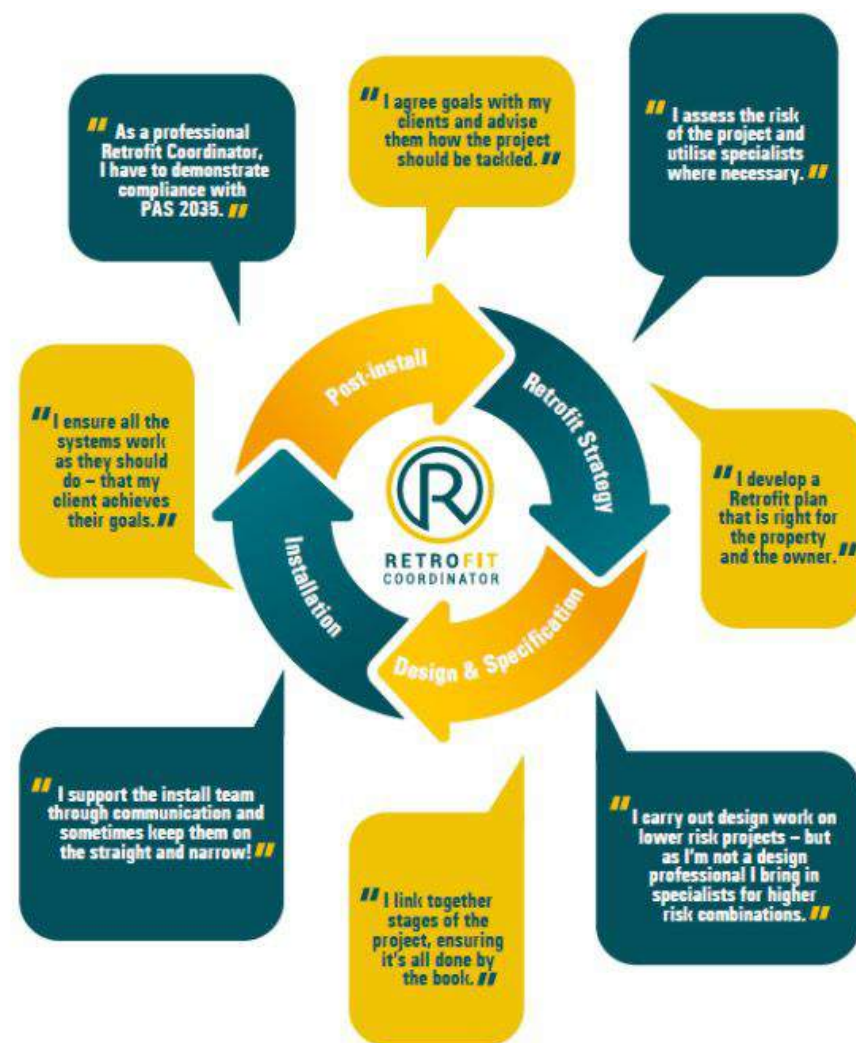 " As a professional
Retrofit Coordinator,
I have to demonstrate
compliance with
PAS 2035. "
" I agree goals with my
clients and advise
them how the project
should be tackled. "
" I assess the risk
of the project and
utilise specialists
where necessary. "
" I ensure all the
systems work
as they should
do – that my
client achieves
their goals. "
Post-install
Retrofit Strategy
Design & Specification
Installation
R
RETROFIT
COORDINATOR
" I develop a
Retrofit plan
that is right for
the property
and the owner. "
" I support the install team
through communication and
sometimes keep them on
the straight and narrow! "
" I link together
stages of the
project, ensuring
it's all done by
the book. "
" I carry out design work on
lower risk projects – but
as I'm not a design
professional I bring in
specialists for higher
risk combinations. "